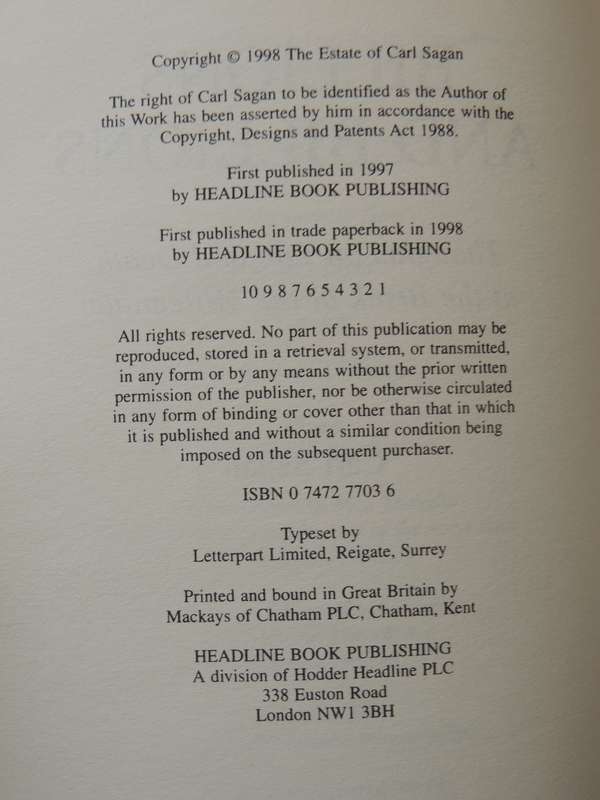 Copyright © 1998 The Estate of Carl Sagan
The right of Carl Sagan to be identified as the Author of
this Work has been asserted by him in accordance with the
Copyright, Designs and Patents Act 1988.
First published in 1997
by HEADLINE BOOK PUBLISHING
First published in trade paperback in 1998
by HEADLINE BOOK PUBLISHING
10 9 8 7 6 5 4 3 2 1
All rights reserved. No part of this publication may be
reproduced, stored in a retrieval system, or transmitted,
in any form or by any means without the prior written
permission of the publisher, nor be otherwise circulated
in any form of binding or cover other than that in which
it is published and without a similar condition being
imposed on the subsequent purchaser.
ISBN 0 7472 7703 6
Typeset by
Letterpart Limited, Reigate, Surrey
Printed and bound in Great Britain by
Mackays of Chatham PLC, Chatham, Kent
HEADLINE BOOK PUBLISHING
A division of Hodder Headline PLC
338 Euston Road
London NW1 3BH